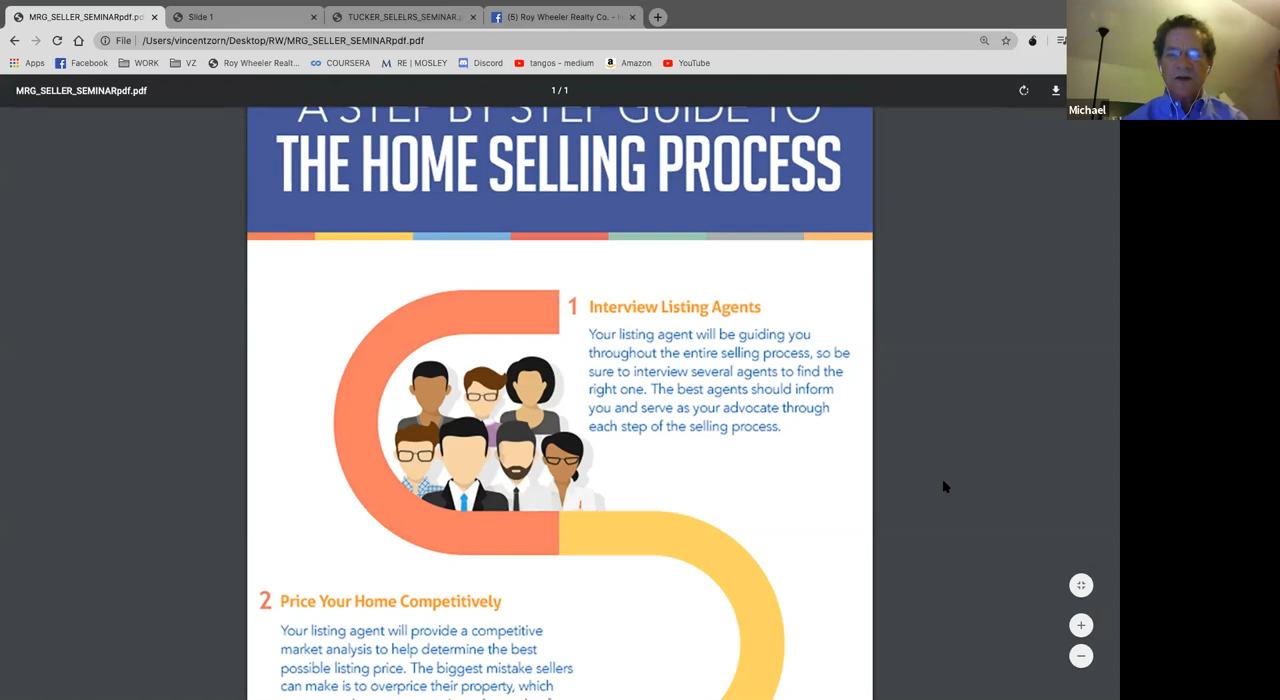 MRG_SELLER_SEMINARpdf.pdf
Slide 1
TUCKER_SELELRS_SEMINAR.
(5) Roy Wheeler Realty Co. -
File /Users/vincentzorn/Desktop/RW/MRG_SELLER_SEMINARpdf.pdf
Apps Facebook WORK VZ Roy Wheeler Realt... COURSERA RE | MOSLEY Discord tangos - medium Amazon YouTube
MRG_SELLER_SEMINARpdf.pdf
1 / 1
Michael
A STEP BY STEP GUIDE TO
THE HOME SELLING PROCESS
1 Interview Listing Agents
Your listing agent will be guiding you
throughout the entire selling process, so be
sure to interview several agents to find the
right one. The best agents should inform
you and serve as your advocate through
each step of the selling process.
2 Price Your Home Competitively
Your listing agent will provide a competitive
market analysis to help determine the best
possible listing price. The biggest mistake sellers
can make is to overprice their property, which